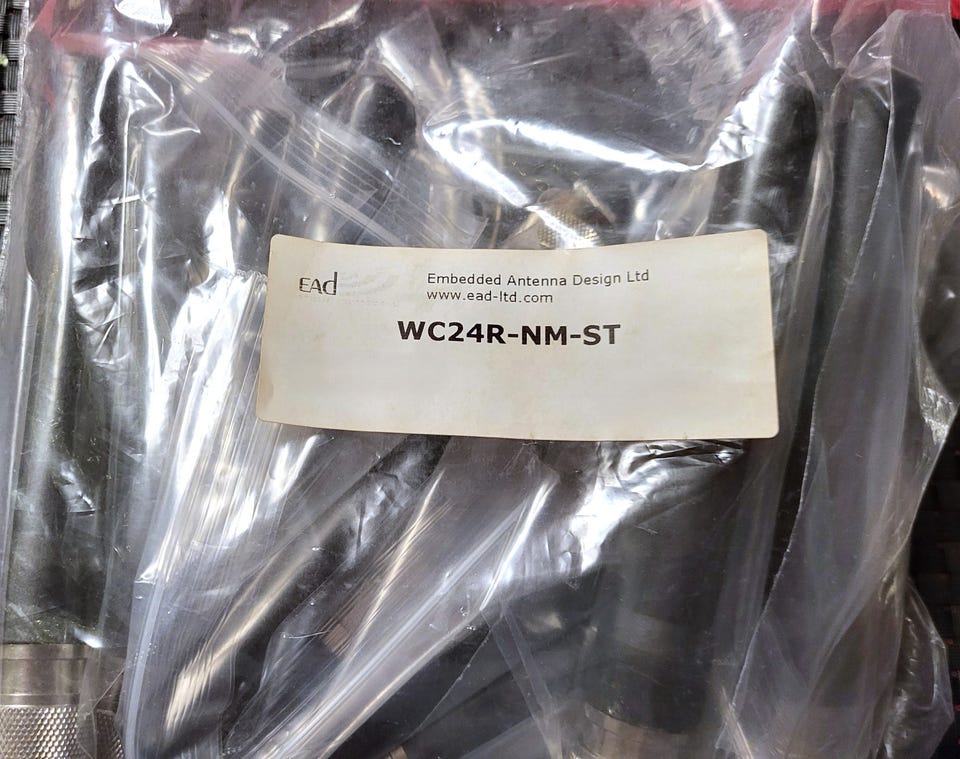 EAd
Embedded Antenna Design Ltd
www.ead-ltd.com
WC24R-NM-ST